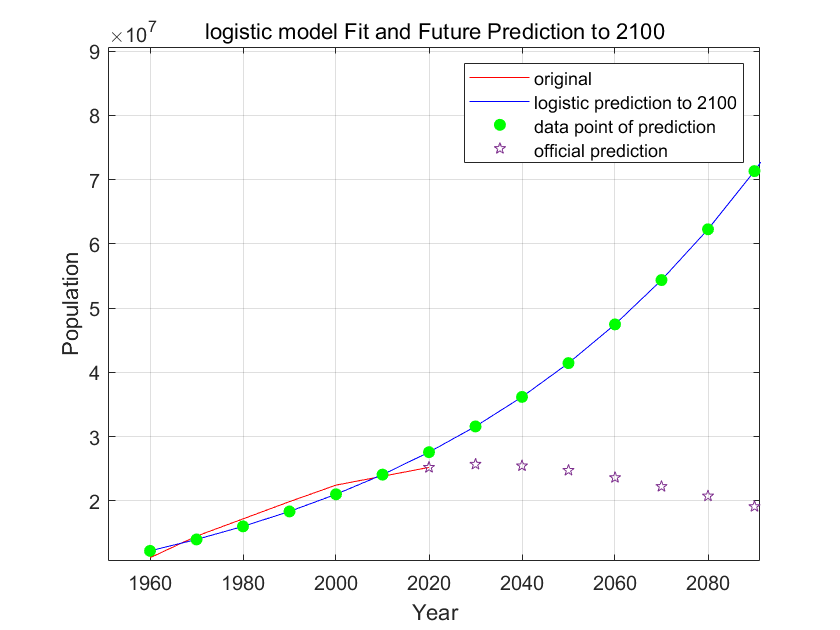 logistic model Fit and Future Prediction to 2100
×10^7
9
8
7
6
5
4
3
2
Population
original
logistic prediction to 2100
data point of prediction
official prediction
1960 1980 2000 2020 2040 2060 2080
Year